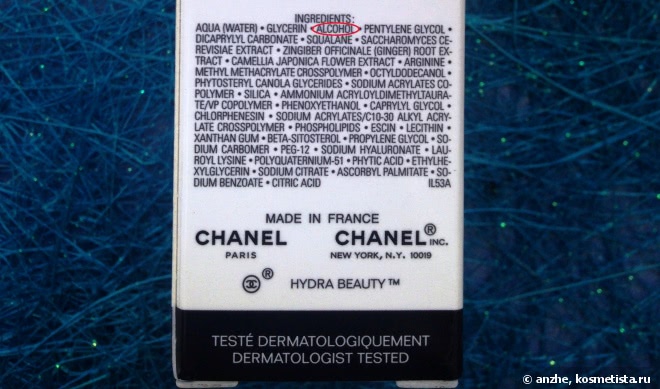 INGREDIENTS:
AQUA (WATER) • GLYCERIN • ALCOHOL • PENTYLENE GLYCOL •
DICAPRYLYL CARBONATE • SQUALANE • SACCHAROMYCES CE-
REVISIAE EXTRACT • ZINGIBER OFFICINALE (GINGER) ROOT EX-
TRACT • CAMELLIA JAPONICA FLOWER EXTRACT • ARGININE •
METHYL METHACRYLATE CROSSPOLYMER • OCTYLDODECANOL •
PHYTOSTERYL CANOLA GLYCERIDES • SODIUM ACRYLATES CO-
POLYMER • SILICA • AMMONIUM ACRYLOYLDIMETHYLTAURA-
TE/VP COPOLYMER • PHENOXYETHANOL • CAPRYLYL GLYCOL •
CHLORPHENESIN • SODIUM ACRYLATES/C10-30 ALKYL ACRY-
LATE CROSSPOLYMER • PHOSPHOLIPIDS • ESCIN • LECITHIN •
XANTHAN GUM • BETA-SITOSTEROL • PROPYLENE GLYCOL • SO-
DIUM CARBOMER • PEG-12 • SODIUM HYALURONATE • LAU-
ROYL LYSINE • POLYQUATERNIUM-51 • PHYTIC ACID • ETHYLHE-
XYLGLYCERIN • SODIUM CITRATE • ASCORBYL PALMITATE • SO-
DIUM BENZOATE • CITRIC ACID IL53A
MADE IN FRANCE
CHANEL CHANEL® INC.
PARIS NEW YORK, N.Y. 10019
® HYDRA BEAUTY™
TESTÉ DERMATOLOGIQUEMENT
DERMATOLOGIST TESTED
© anzhe, kosmetista.ru